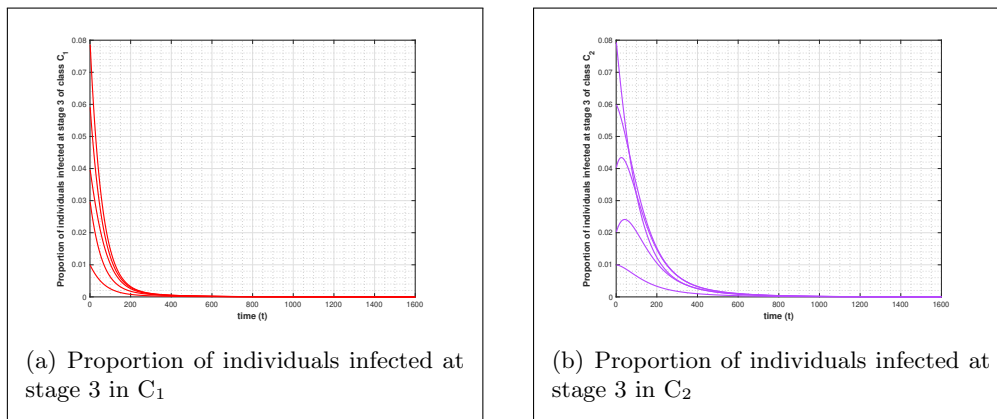 Proportion of individuals infected at stage 3 of class C₁
0.08
0.07
0.06
0.05
0.04
0.03
0.02
0.01
0
0 200 400 600 800 1000 1200 1400 1600
time (t)
(a) Proportion of individuals infected at
stage 3 in C₁
Proportion of individuals infected at stage 3 of class C₂
0.08
0.07
0.06
0.05
0.04
0.03
0.02
0.01
0
0 200 400 600 800 1000 1200 1400 1600
time (t)
(b) Proportion of individuals infected at
stage 3 in C₂